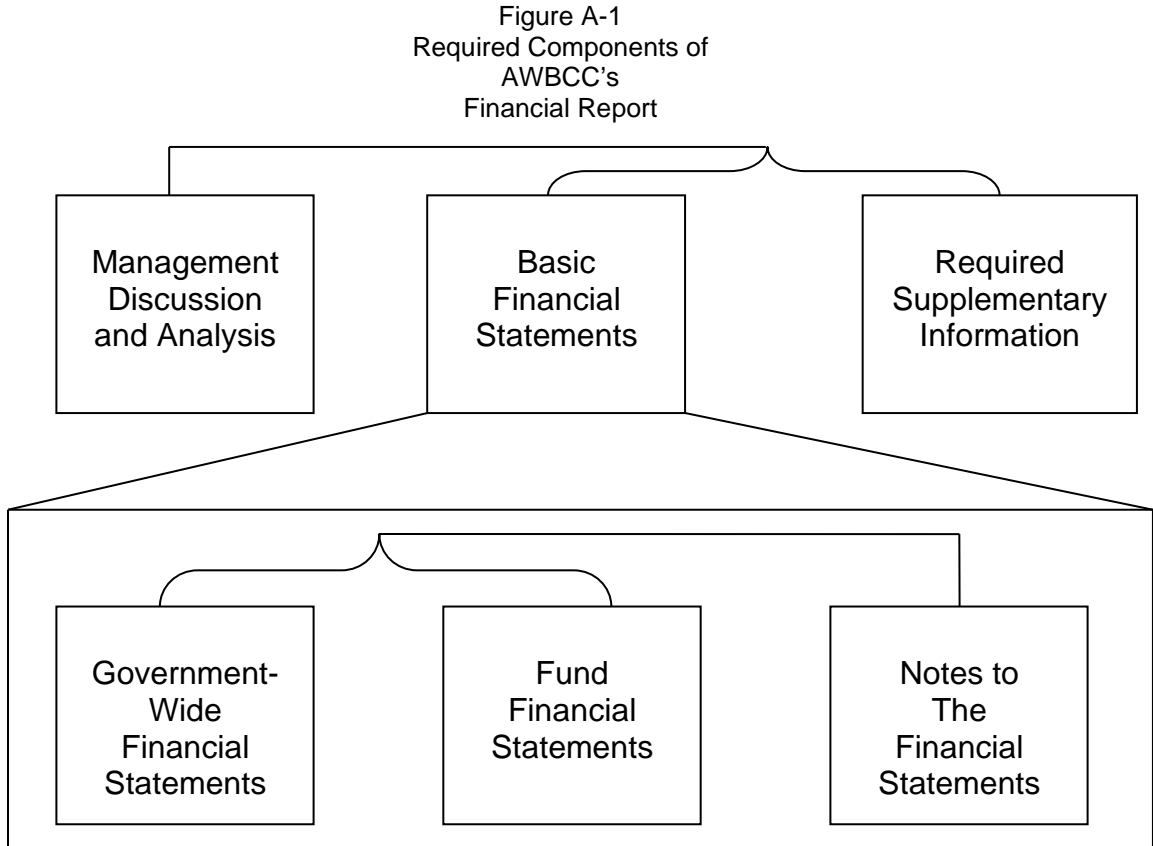 Figure A-1
Required Components of
AWBCC’s
Financial Report
Management
Discussion
and Analysis
Basic
Financial
Statements
Required
Supplementary
Information
Government-
Wide
Financial
Statements
Fund
Financial
Statements
Notes to
The
Financial
Statements